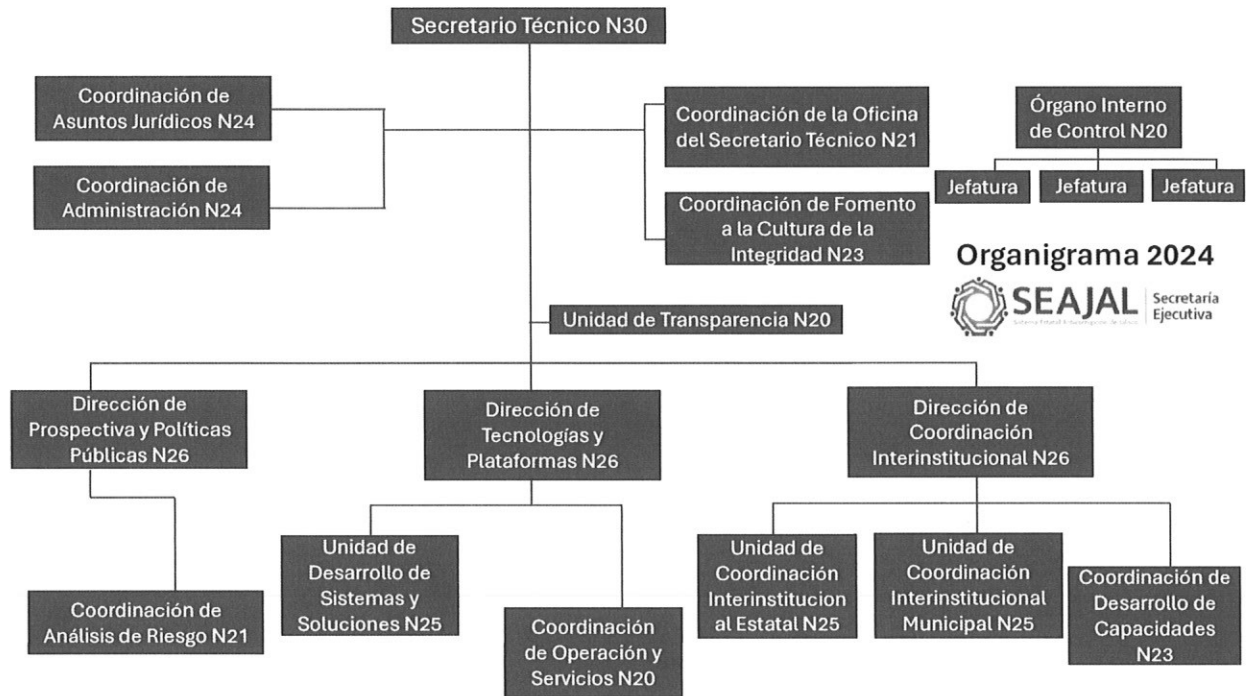 Secretario Técnico N30
Coordinación de
Asuntos Jurídicos N24
Coordinación de
Administración N24
Coordinación de la Oficina
del Secretario Técnico N21
Coordinación de Fomento
a la Cultura de la
Integridad N23
Órgano Interno
de Control N20
Jefatura
Jefatura
Jefatura
Organigrama 2024
SEAJAL
Sistema Estatal Anticorrupción de Jalisco
Secretaría
Ejecutiva
Unidad de Transparencia N20
Dirección de
Prospectiva y Políticas
Públicas N26
Dirección de
Tecnologías y
Plataformas N26
Dirección de
Coordinación
Interinstitucional N26
Coordinación de
Análisis de Riesgo N21
Unidad de
Desarrollo de
Sistemas y
Soluciones N25
Coordinación
de Operación y
Servicios N20
Unidad de
Coordinación
Interinstitucion
al Estatal N25
Unidad de
Coordinación
Interinstitucional
Municipal N25
Coordinación de
Desarrollo de
Capacidades
N23